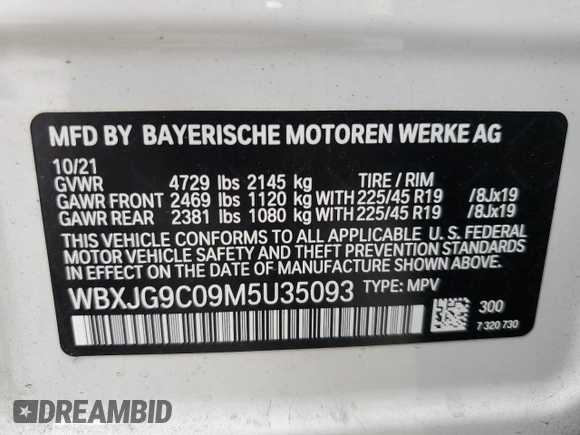 MFD BY BAYERISCHE MOTOREN WERKE AG
10/21
GVWR 4729 lbs 2145 kg TIRE / RIM
GAWR FRONT 2469 lbs 1120 kg WITH 225/45 R19 /8Jx19
GAWR REAR 2381 lbs 1080 kg WITH 225/45 R19 /8Jx19
THIS VEHICLE CONFORMS TO ALL APPLICABLE U. S. FEDERAL
MOTOR VEHICLE SAFETY AND THEFT PREVENTION STANDARDS
IN EFFECT ON THE DATE OF MANUFACTURE SHOWN ABOVE.
WBXJG9C09M5U35093 TYPE: MPV
300
7 320 730
DREAMBID